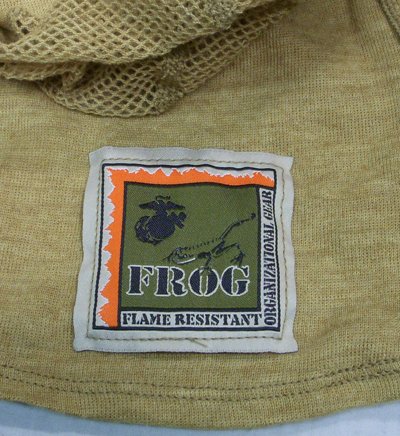 FROG
FLAME RESISTANT
ORGANIZATIONAL GEAR